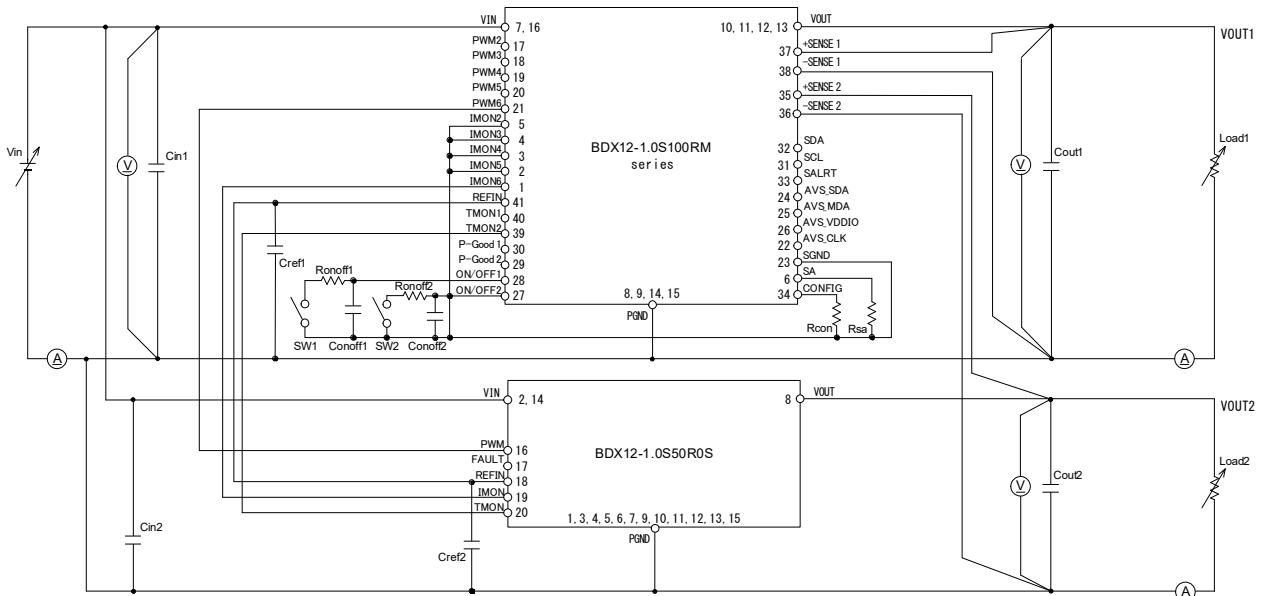 VIN
7, 16
PWM2
17
PWM3
18
PWM4
19
PWM5
20
PWM6
21
IMON2
5
IMON3
4
IMON4
3
IMON5
2
IMON6
1
REFIN
41
TMON1
40
TMON2
39
P-Good 1
30
P-Good 2
29
ON/OFF1
28
ON/OFF2
27
BDX12-1.0S100RM
series
8, 9, 14, 15
PGND
10, 11, 12, 13
VOUT
37
+SENSE 1
38
-SENSE 1
35
+SENSE 2
36
-SENSE 2
32
SDA
31
SCL
33
SALRT
24
AVS_SDA
25
AVS_MDA
26
AVS_VDDIO
22
AVS_CLK
23
SGND
6
SA
34
CONFIG
Rcon
Rsa
Vin
V
Cin1
A
Cref1
Ronoff1
Ronoff2
SW1
Conoff1
SW2
Conoff2
V
Cout1
Load1
VOUT1
A
VIN
2, 14
PWM
16
FAULT
17
REFIN
18
IMON
19
TMON
20
BDX12-1.0S50R0S
1, 3, 4, 5, 6, 7, 9, 10, 11, 12, 13, 15
PGND
8
VOUT
Cin2
Cref2
V
Cout2
Load2
VOUT2
A